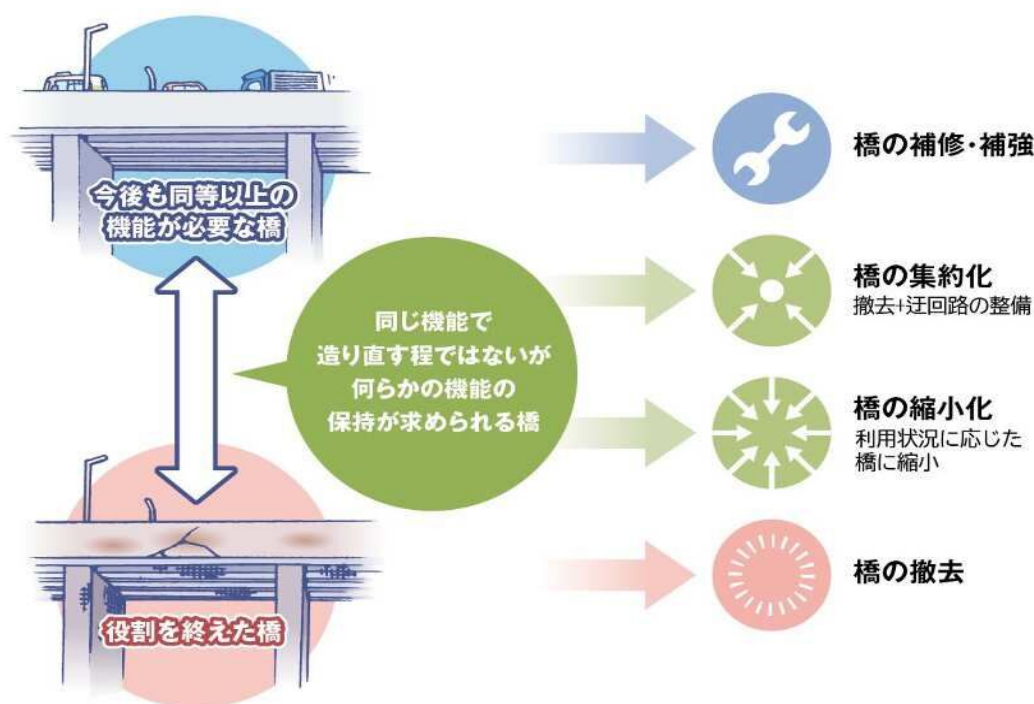 今後も同等以上の
機能が必要な橋
同じ機能で
造り直す程ではないが
何らかの機能の
保持が求められる橋
役割を終えた橋
橋の補修・補強
橋の集約化
撤去+迂回路の整備
橋の縮小化
利用状況に応じた
橋に縮小
橋の撤去